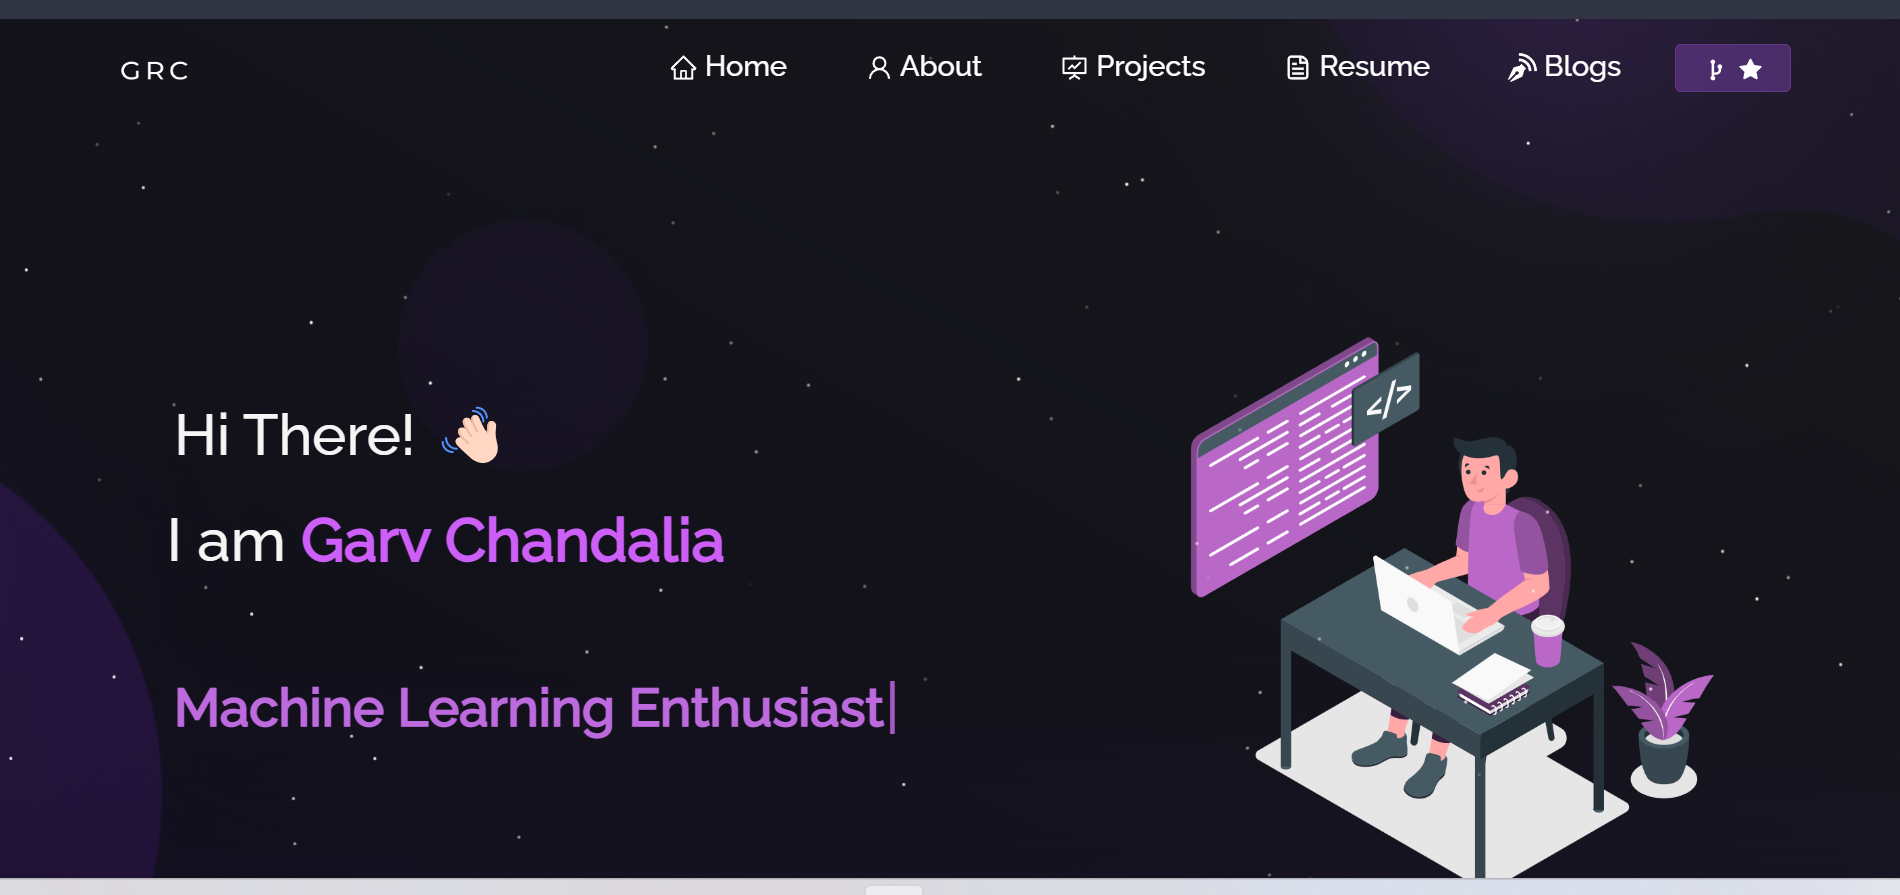 GRC
Home About Projects Resume Blogs
Hi There!
</>
I am Garv Chandalia
Machine Learning Enthusiast